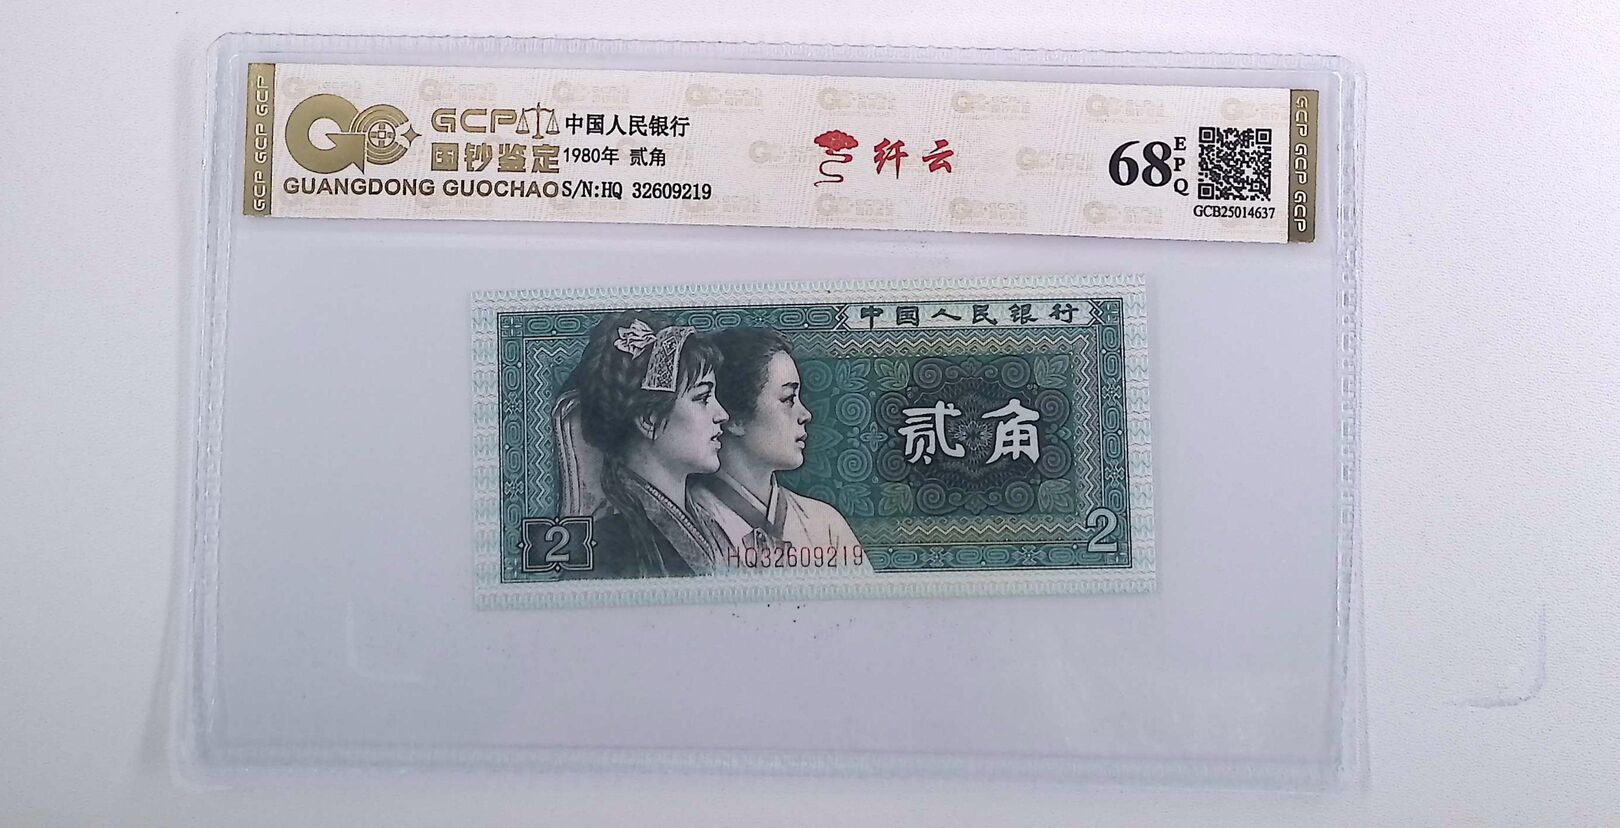 GCP GCP GCP
GCP 中国人民银行
国钞鉴定 1980年 贰角
GUANGDONG GUOCHAO S/N:HQ 32609219
纤云
68 EPQ
GCB25014637
GCP GCP GCP
中国人民银行
贰角
2
2
HQ32609219